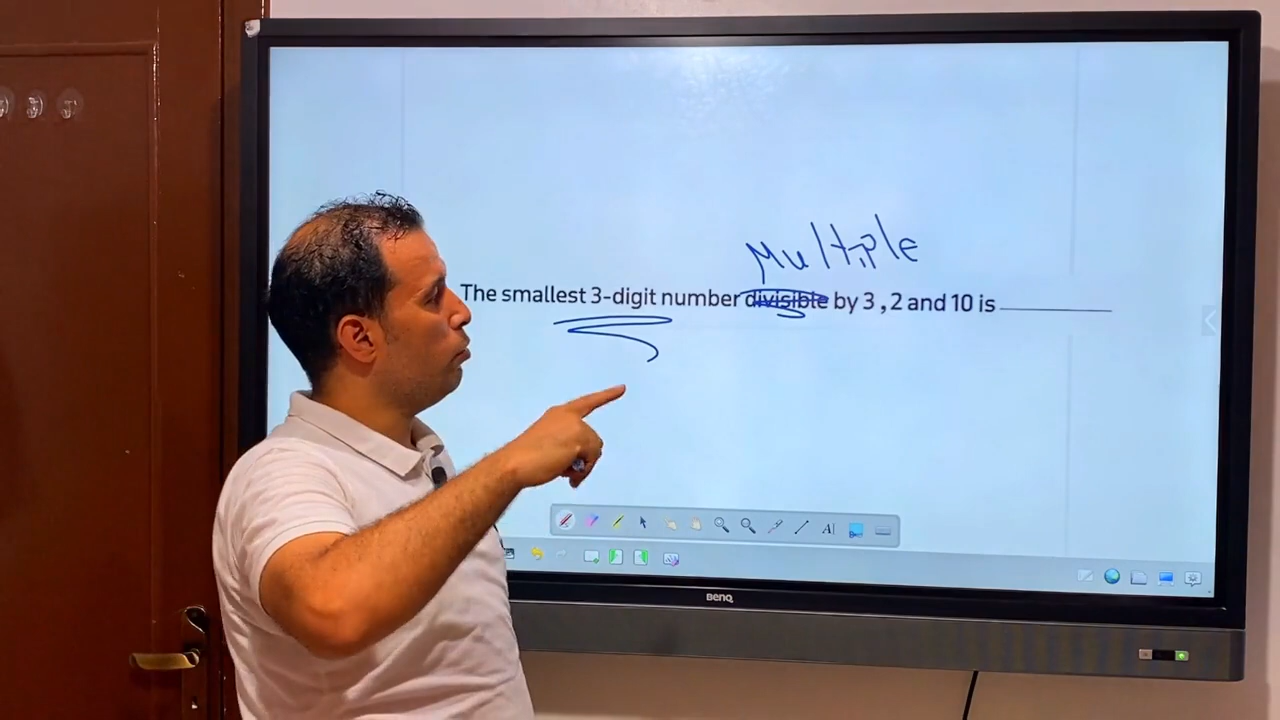 Multiple
The smallest 3-digit number divisible by 3 , 2 and 10 is
A
BenQ